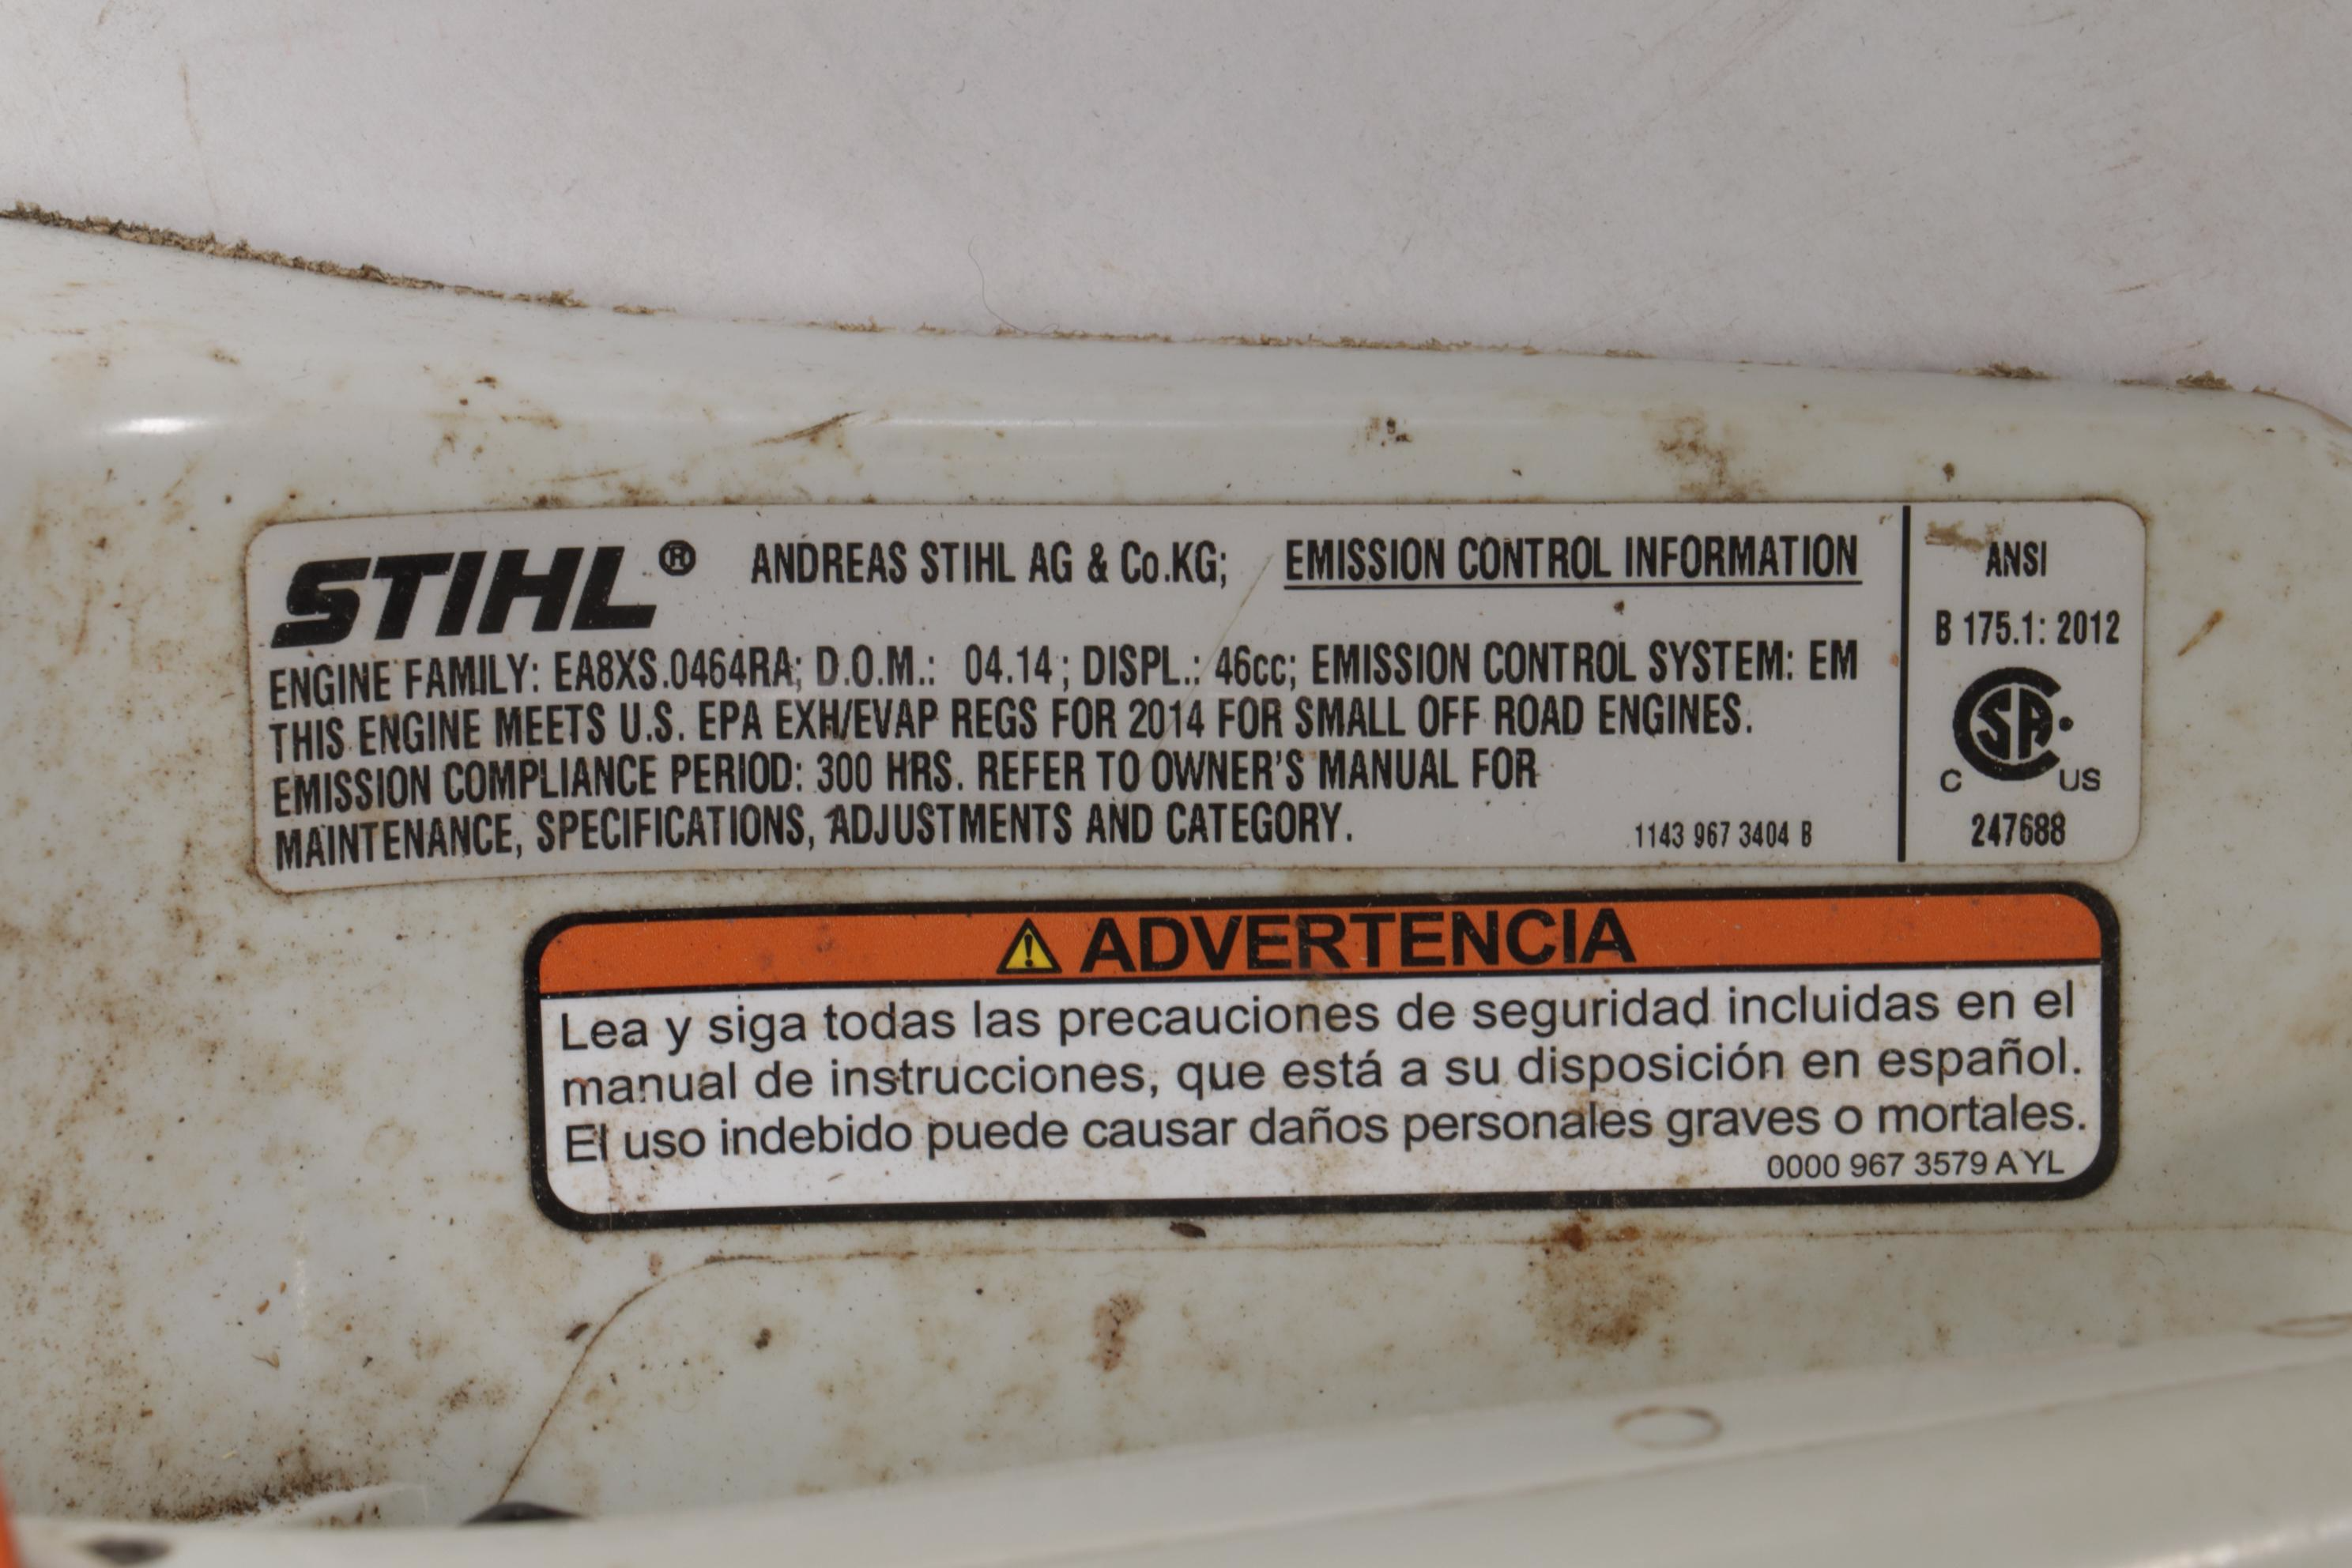 STIHL® ANDREAS STIHL AG & Co.KG; EMISSION CONTROL INFORMATION
ENGINE FAMILY: EA8XS.0464RA; D.O.M.: 04.14; DISPL.: 46cc; EMISSION CONTROL SYSTEM: EM
THIS ENGINE MEETS U.S. EPA EXH/EVAP REGS FOR 2014 FOR SMALL OFF ROAD ENGINES.
EMISSION COMPLIANCE PERIOD: 300 HRS. REFER TO OWNER'S MANUAL FOR
MAINTENANCE, SPECIFICATIONS, ADJUSTMENTS AND CATEGORY.
1143 967 3404 B
ANSI
B 175.1: 2012
CSA
C US
247688
ADVERTENCIA
Lea y siga todas las precauciones de seguridad incluidas en el
manual de instrucciones, que está a su disposición en español.
El uso indebido puede causar daños personales graves o mortales.
0000 967 3579 A YL